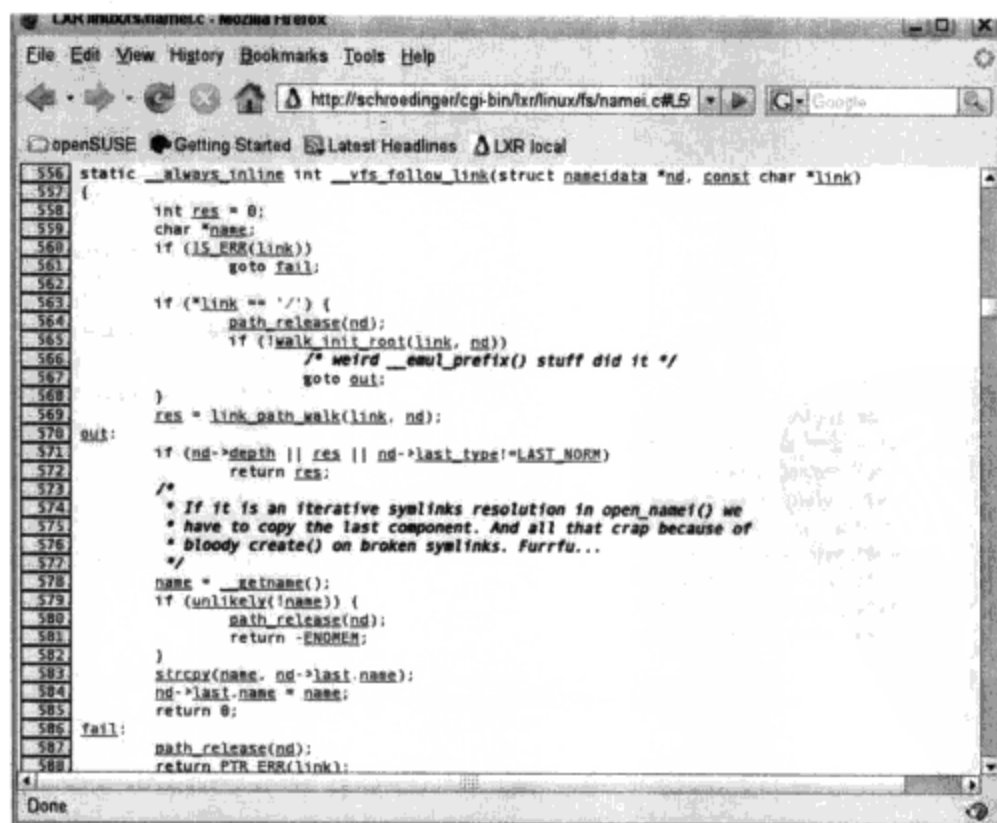 LXR linux/fs/namei.c - Mozilla Firefox
File Edit View History Bookmarks Tools Help
http://schroedinger/cgi-bin/lxr/linux/fs/namei.c#L5 G Google
openSUSE Getting Started Latest Headlines LXR local
556 static __always_inline int __vfs_follow_link(struct nameidata *nd, const char *link)
557 {
558 int res = 0;
559 char *name;
560 if (IS_ERR(link))
561 goto fail;
562
563 if (*link == '/') {
564 path_release(nd);
565 if (!walk_init_root(link, nd))
566 /* weird __emul_prefix() stuff did it */
567 goto out;
568 }
569 res = link_path_walk(link, nd);
570 out:
571 if (nd->depth || res || nd->last_type!=LAST_NORM)
572 return res;
573 /*
574 * If it is an iterative symlinks resolution in open_namei() we
575 * have to copy the last component. And all that crap because of
576 * bloody create() on broken symlinks. Furrfu...
577 */
578 name = __getname();
579 if (unlikely(!name)) {
580 path_release(nd);
581 return -ENOMEM;
582 }
583 strcpy(name, nd->last.name);
584 nd->last.name = name;
585 return 0;
586 fail:
587 path_release(nd);
588 return PTR_ERR(link);
Done